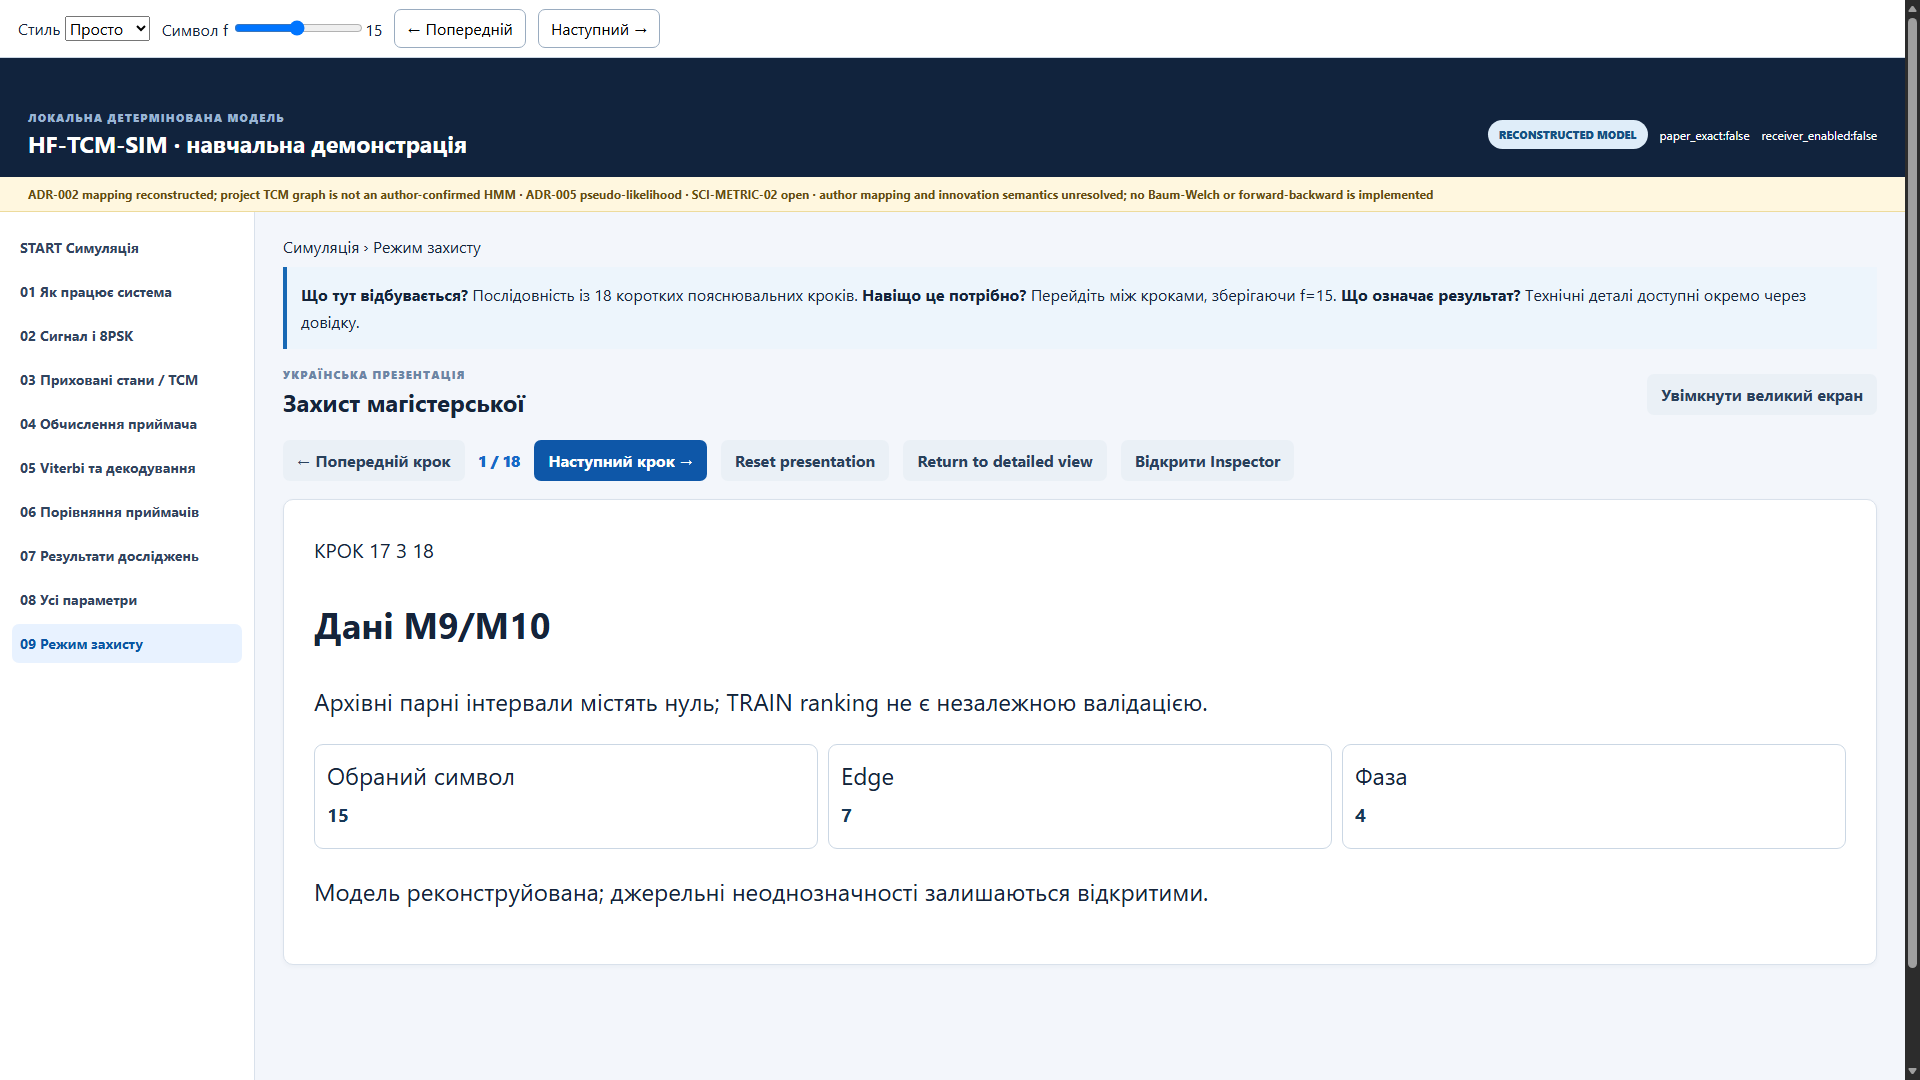 Стиль Просто Символ f 15 ← Попередній Наступний →
ЛОКАЛЬНА ДЕТЕРМІНОВАНА МОДЕЛЬ
HF-TCM-SIM · навчальна демонстрація
RECONSTRUCTED MODEL paper_exact:false receiver_enabled:false
ADR-002 mapping reconstructed; project TCM graph is not an author-confirmed HMM · ADR-005 pseudo-likelihood · SCI-METRIC-02 open · author mapping and innovation semantics unresolved; no Baum-Welch or forward-backward is implemented
START Симуляція
01 Як працює система
02 Сигнал і 8PSK
03 Приховані стани / TCM
04 Обчислення приймача
05 Viterbi та декодування
06 Порівняння приймачів
07 Результати досліджень
08 Усі параметри
09 Режим захисту
Симуляція › Режим захисту
Що тут відбувається? Послідовність із 18 коротких пояснювальних кроків. Навіщо це потрібно? Перейдіть між кроками, зберігаючи f=15. Що означає результат? Технічні деталі доступні окремо через
довідку.
УКРАЇНСЬКА ПРЕЗЕНТАЦІЯ
Захист магістерської
Увімкнути великий екран
← Попередній крок 1 / 18 Наступний крок → Reset presentation Return to detailed view Відкрити Inspector
КРОК 17 З 18
Дані M9/M10
Архівні парні інтервали містять нуль; TRAIN ranking не є незалежною валідацією.
Обраний символ
15
Edge
7
Фаза
4
Модель реконструйована; джерельні неоднозначності залишаються відкритими.